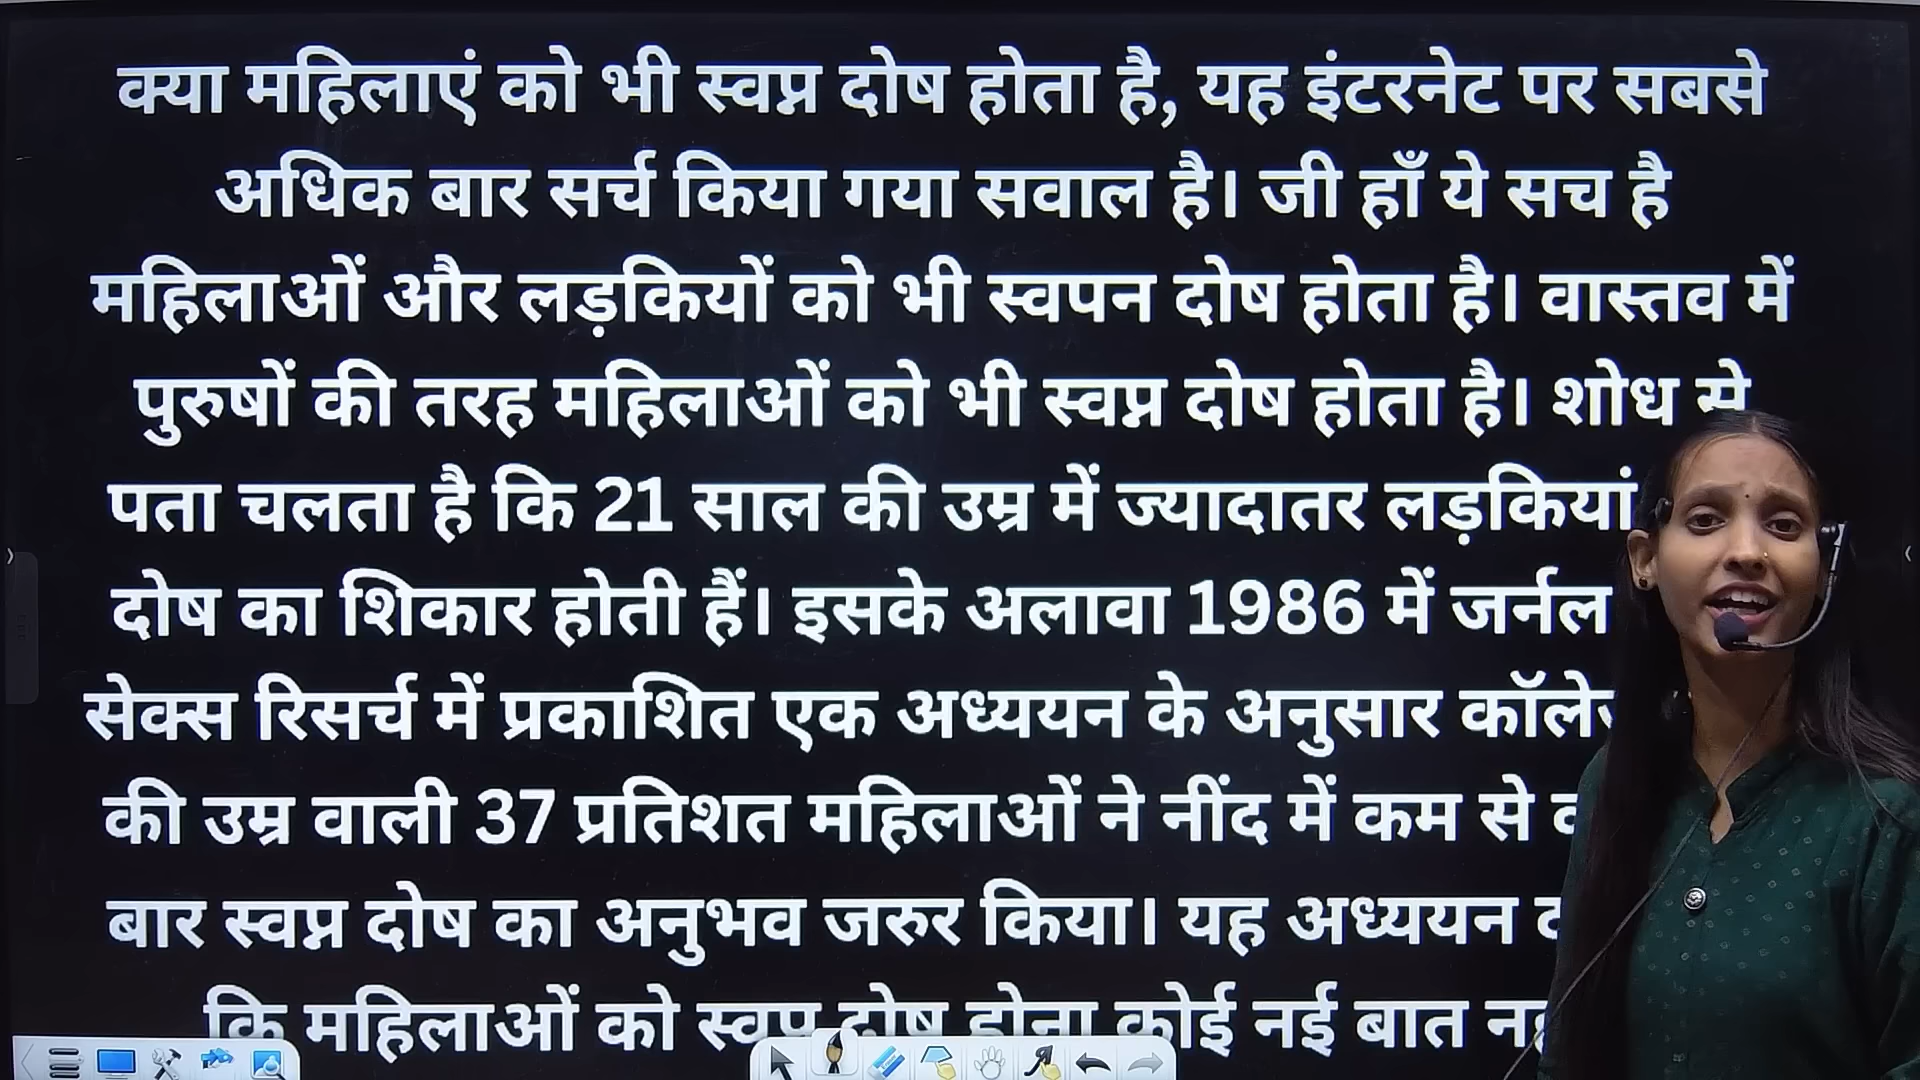 क्या महिलाएं को भी स्वप्न दोष होता है, यह इंटरनेट पर सबसे
अधिक बार सर्च किया गया सवाल है। जी हाँ ये सच है
महिलाओं और लड़कियों को भी स्वपन दोष होता है। वास्तव में
पुरुषों की तरह महिलाओं को भी स्वप्न दोष होता है। शोध से
पता चलता है कि 21 साल की उम्र में ज्यादातर लड़कियां
दोष का शिकार होती हैं। इसके अलावा 1986 में जर्नल
सेक्स रिसर्च में प्रकाशित एक अध्ययन के अनुसार
की उम्र वाली 37 प्रतिशत महिलाओं ने नींद में कम से
बार स्वप्न दोष का अनुभव जरुर किया। यह अध्ययन
कि महिलाओं को स्वप्न दोष होना कोई नई बात